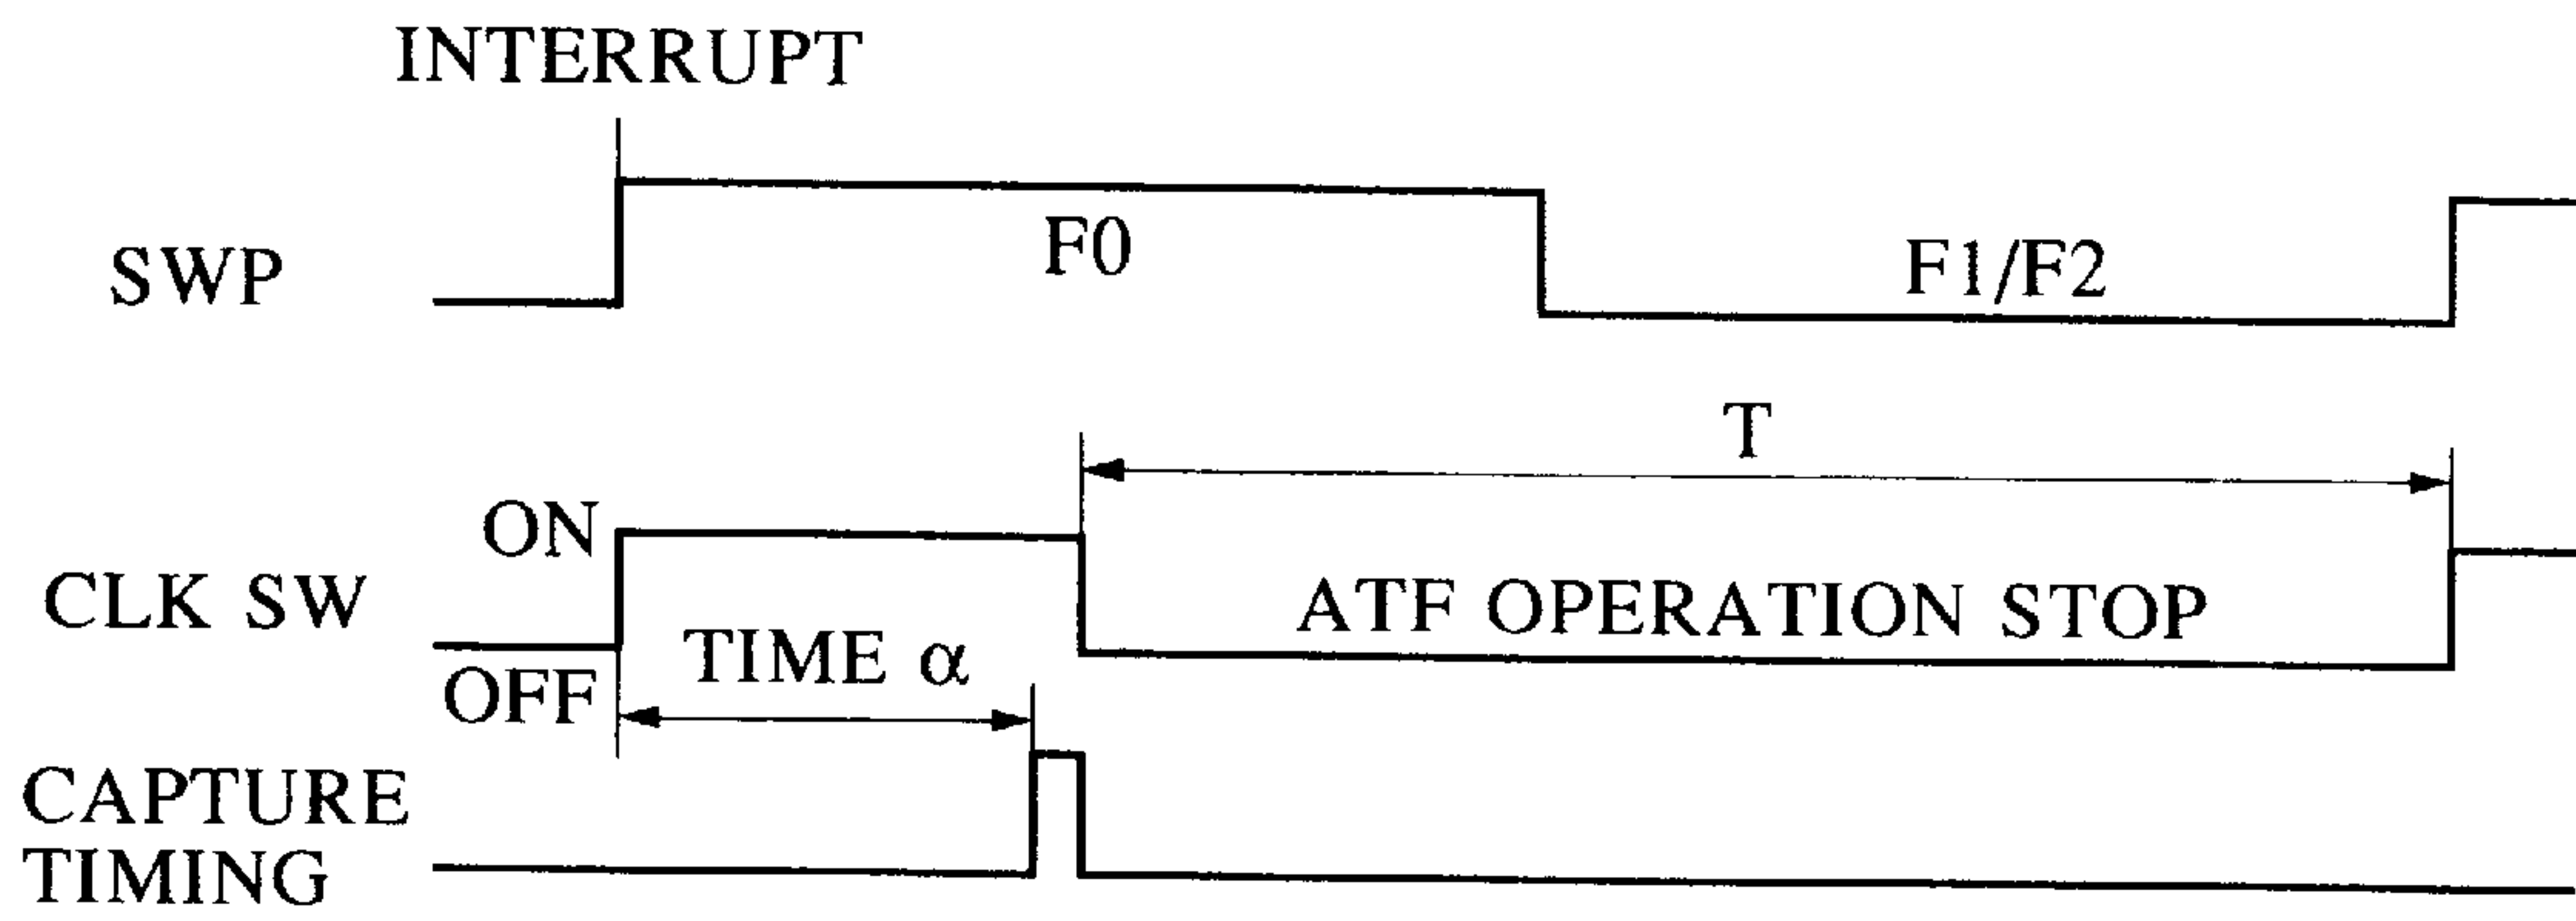 INTERRUPT
F0
SWP
F1/F2
T
ON
CLK SW
ATF OPERATION STOP
TIME α
OFF
CAPTURE
TIMING